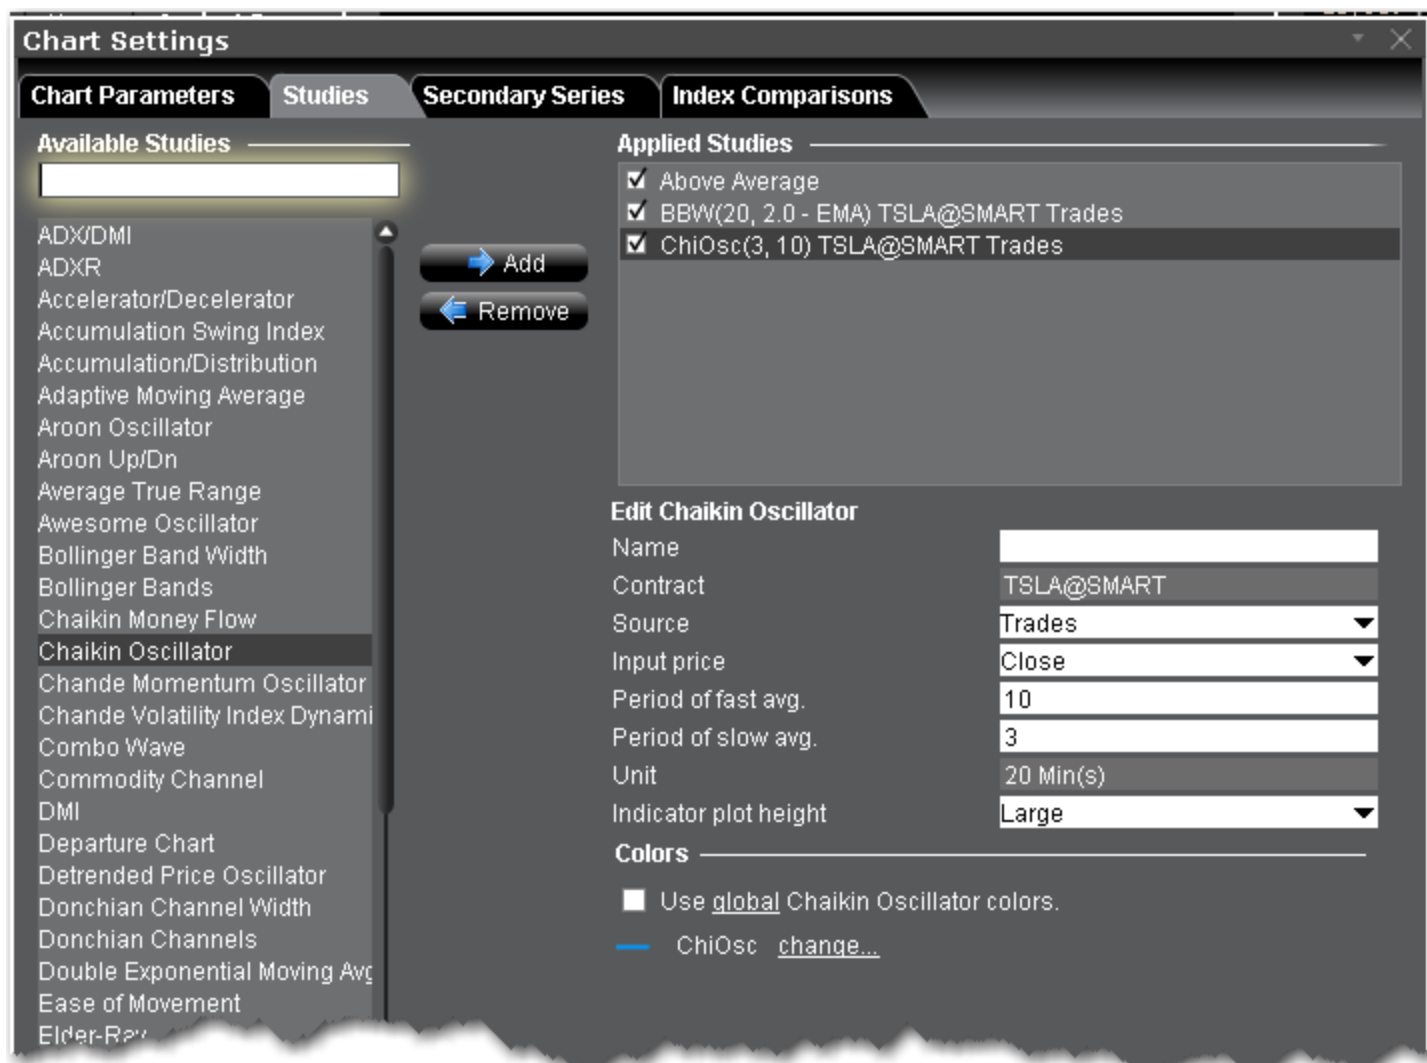 Chart Settings
Chart Parameters
Studies
Secondary Series
Index Comparisons
Available Studies
ADX/DMI
ADXR
Accelerator/Decelerator
Accumulation Swing Index
Accumulation/Distribution
Adaptive Moving Average
Aroon Oscillator
Aroon Up/Dn
Average True Range
Awesome Oscillator
Bollinger Band Width
Bollinger Bands
Chaikin Money Flow
Chaikin Oscillator
Chande Momentum Oscillator
Chande Volatility Index Dynami
Combo Wave
Commodity Channel
DMI
Departure Chart
Detrended Price Oscillator
Donchian Channel Width
Donchian Channels
Double Exponential Moving Avg
Ease of Movement
Elder-Ray
Add
Remove
Applied Studies
Above Average
BBW(20, 2.0 - EMA) TSLA@SMART Trades
ChiOsc(3, 10) TSLA@SMART Trades
Edit Chaikin Oscillator
Name
Contract TSLA@SMART
Source Trades
Input price Close
Period of fast avg. 10
Period of slow avg. 3
Unit 20 Min(s)
Indicator plot height Large
Colors
Use global Chaikin Oscillator colors.
ChiOsc change...